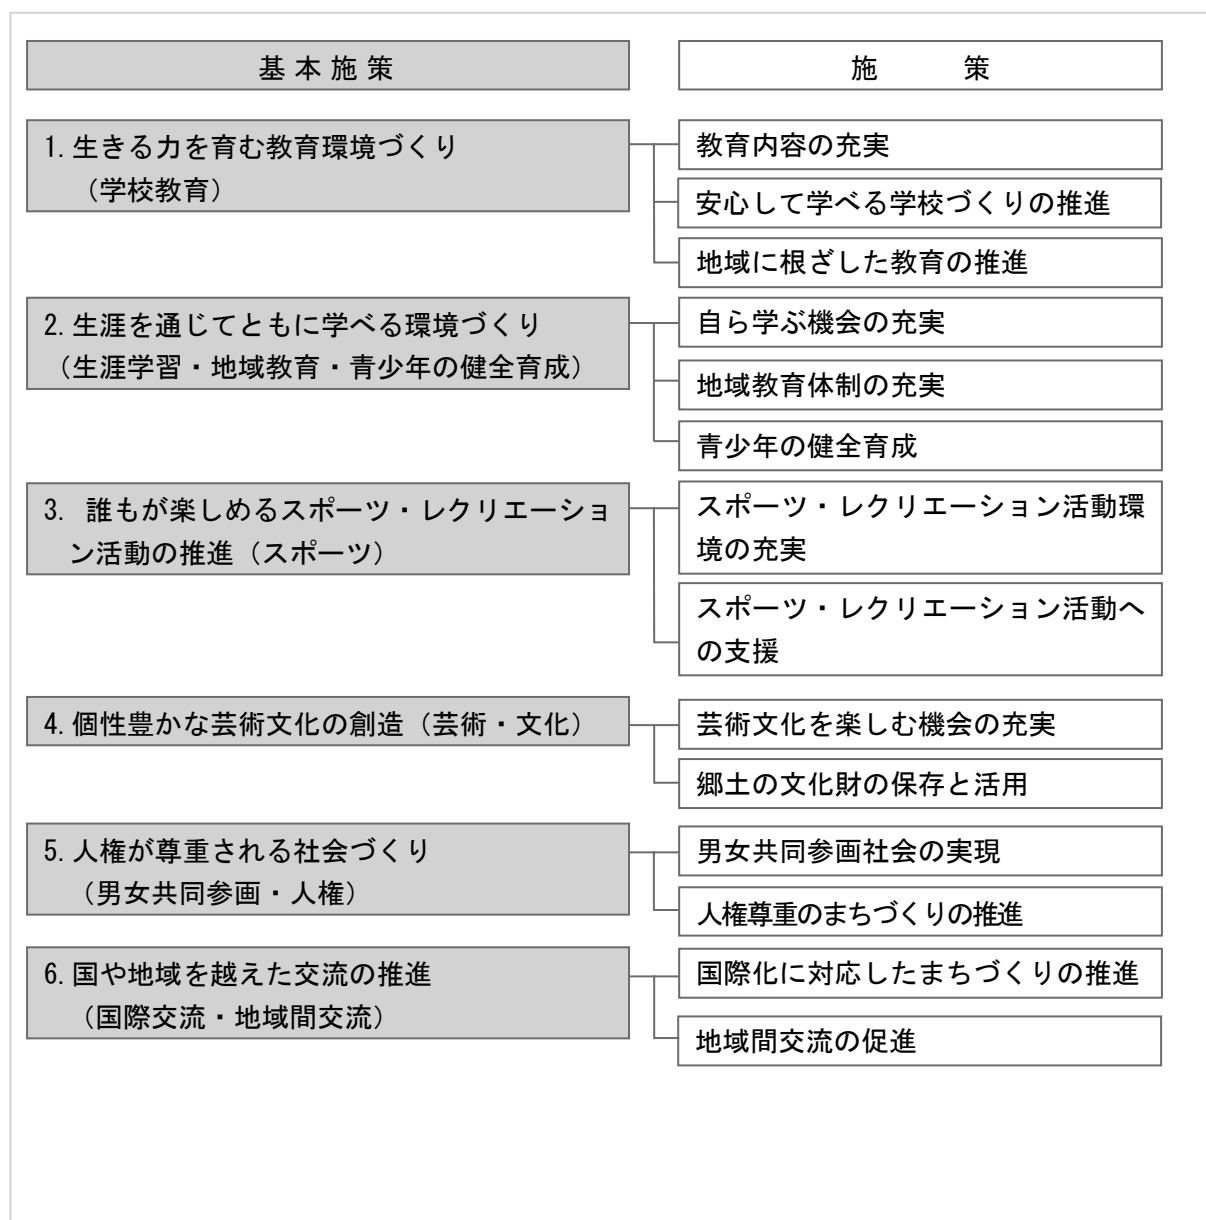 基本施策
施 策
1. 生きる力を育む教育環境づくり
（学校教育）
教育内容の充実
安心して学べる学校づくりの推進
地域に根ざした教育の推進
2. 生涯を通じてともに学べる環境づくり
（生涯学習・地域教育・青少年の健全育成）
自ら学ぶ機会の充実
地域教育体制の充実
青少年の健全育成
3. 誰もが楽しめるスポーツ・レクリエーショ
ン活動の推進（スポーツ）
スポーツ・レクリエーション活動環
境の充実
スポーツ・レクリエーション活動へ
の支援
4. 個性豊かな芸術文化の創造（芸術・文化）
芸術文化を楽しむ機会の充実
郷土の文化財の保存と活用
5. 人権が尊重される社会づくり
（男女共同参画・人権）
男女共同参画社会の実現
人権尊重のまちづくりの推進
6. 国や地域を越えた交流の推進
（国際交流・地域間交流）
国際化に対応したまちづくりの推進
地域間交流の促進